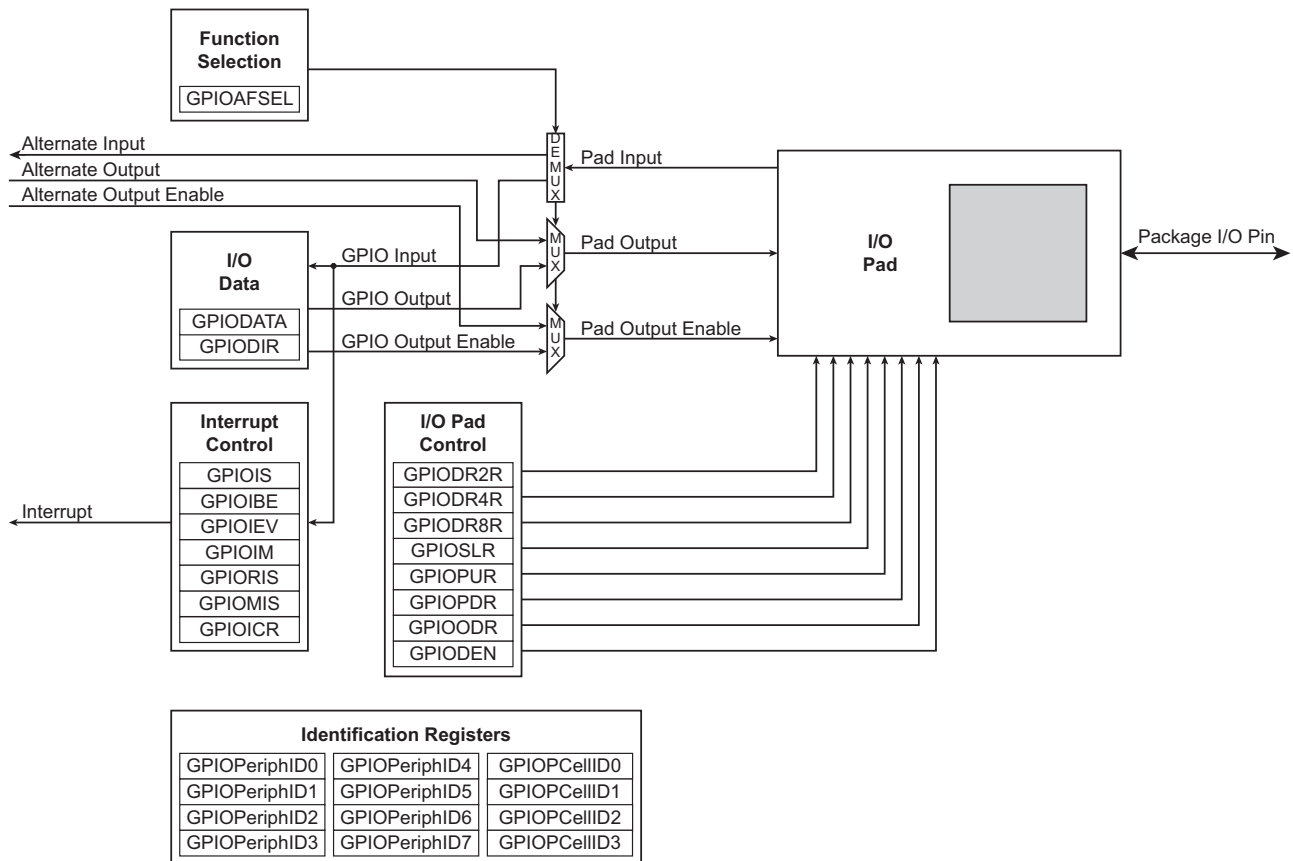 Function
Selection
GPIOAFSEL
Alternate Input
Alternate Output
Alternate Output Enable
DEMUX
Pad Input
MUX
Pad Output
MUX
Pad Output Enable
I/O
Data
GPIODATA
GPIODIR
GPIO Input
GPIO Output
GPIO Output Enable
I/O
Pad
Package I/O Pin
Interrupt
Control
GPIOIS
GPIOIBE
GPIOIEV
GPIOIM
GPIORIS
GPIOMIS
GPIOICR
Interrupt
I/O Pad
Control
GPIODR2R
GPIODR4R
GPIODR8R
GPIOSLR
GPIOPUR
GPIOPDR
GPIOODR
GPIODEN
Identification Registers
GPIOPeriphID0 GPIOPeriphID4 GPIOPCellID0
GPIOPeriphID1 GPIOPeriphID5 GPIOPCellID1
GPIOPeriphID2 GPIOPeriphID6 GPIOPCellID2
GPIOPeriphID3 GPIOPeriphID7 GPIOPCellID3